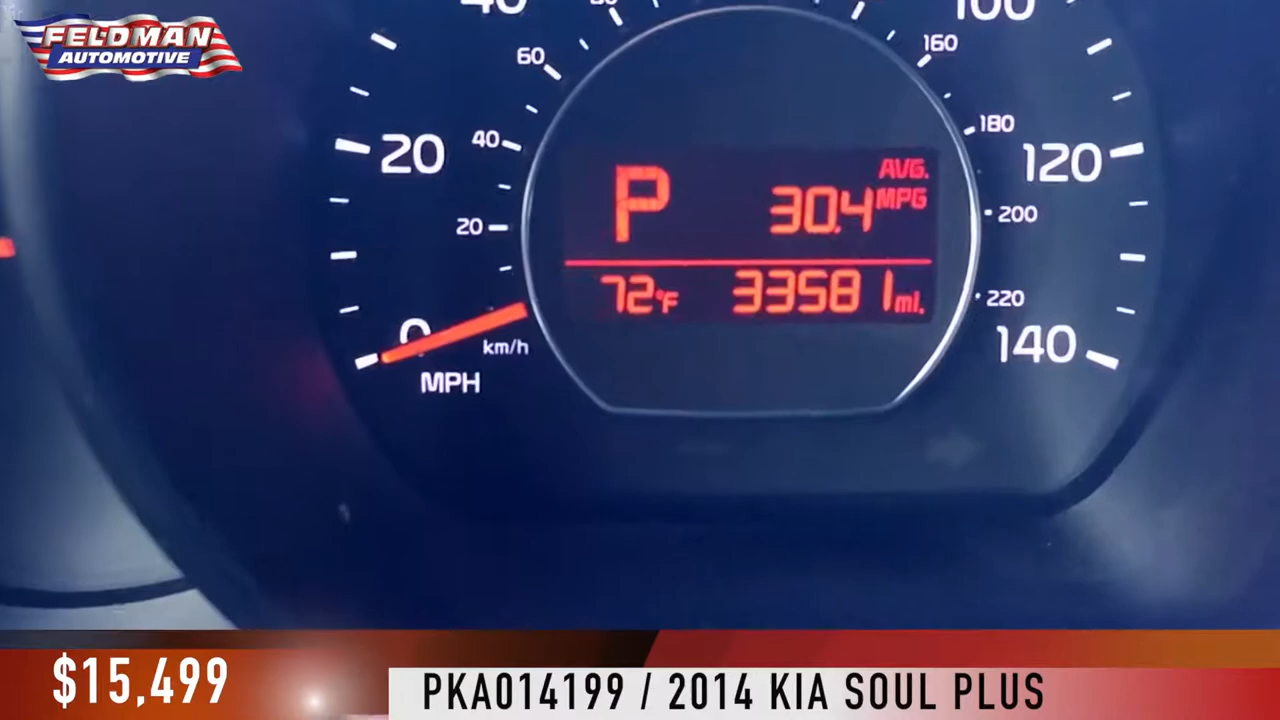 FELDMAN
AUTOMOTIVE
40
80
100
60
160
20
40
180
120
P
AVG.
30.4 MPG
20
200
72°F
33581 mi.
220
0
km/h
140
MPH
$15,499
PKA014199 / 2014 KIA SOUL PLUS